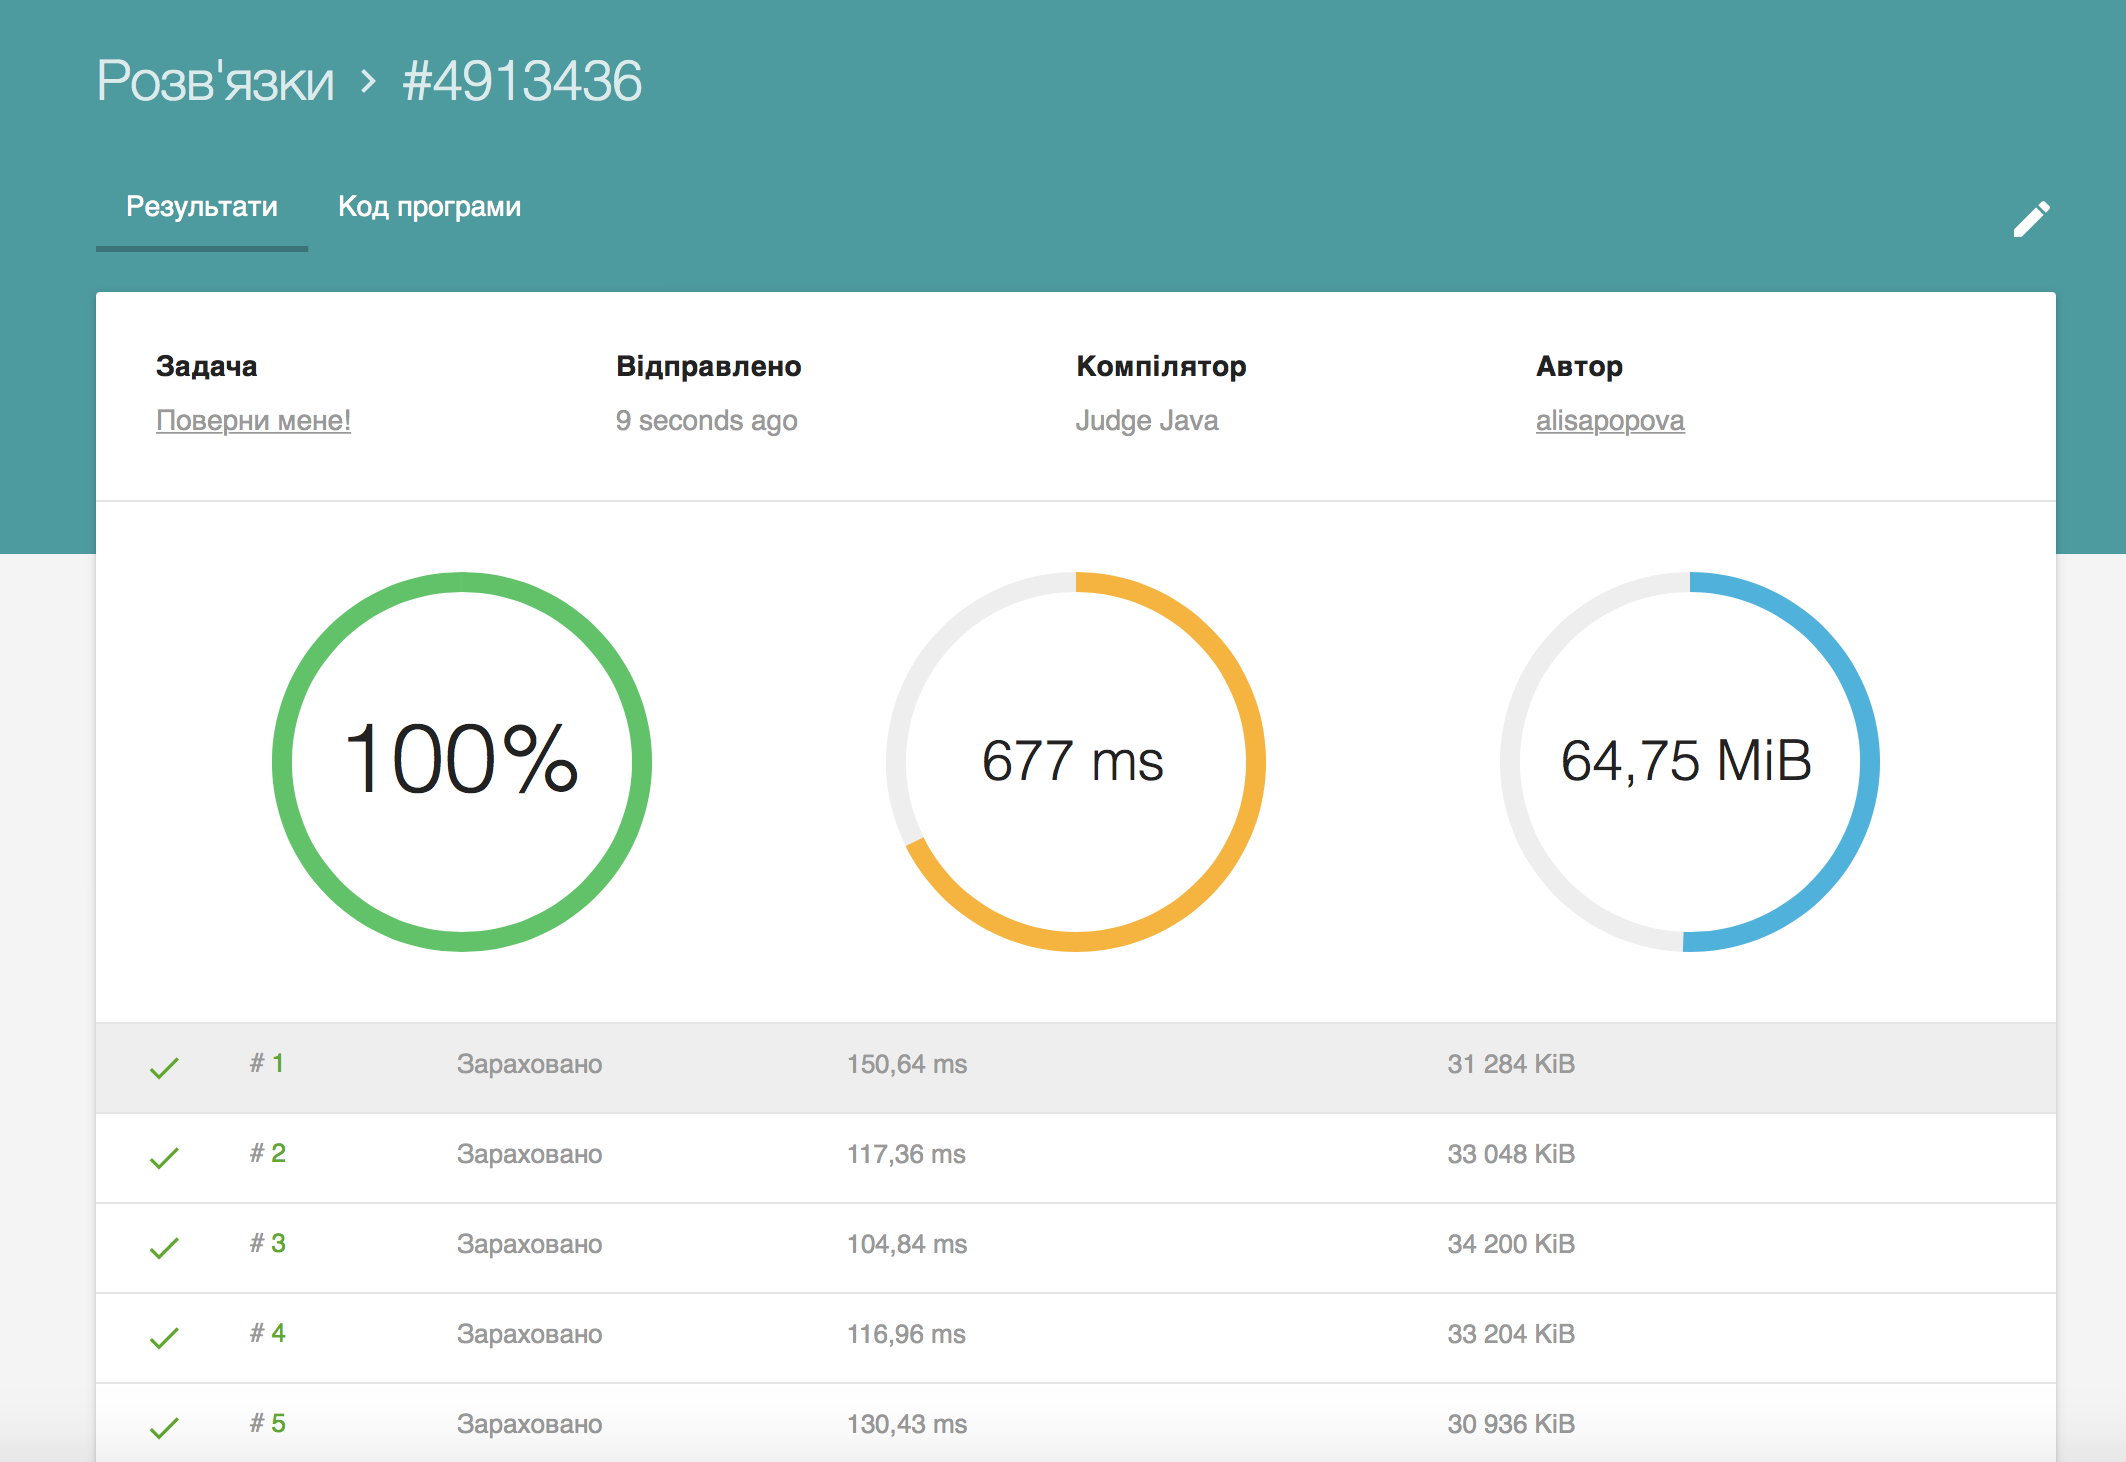 Розв'язки › #4913436
Результати Код програми
Задача Відправлено Компілятор Автор
Поверни мене! 9 seconds ago Judge Java alisapopova
100% 677 ms 64,75 MiB
# 1 Зараховано 150,64 ms 31 284 KiB
# 2 Зараховано 117,36 ms 33 048 KiB
# 3 Зараховано 104,84 ms 34 200 KiB
# 4 Зараховано 116,96 ms 33 204 KiB
# 5 Зараховано 130,43 ms 30 936 KiB